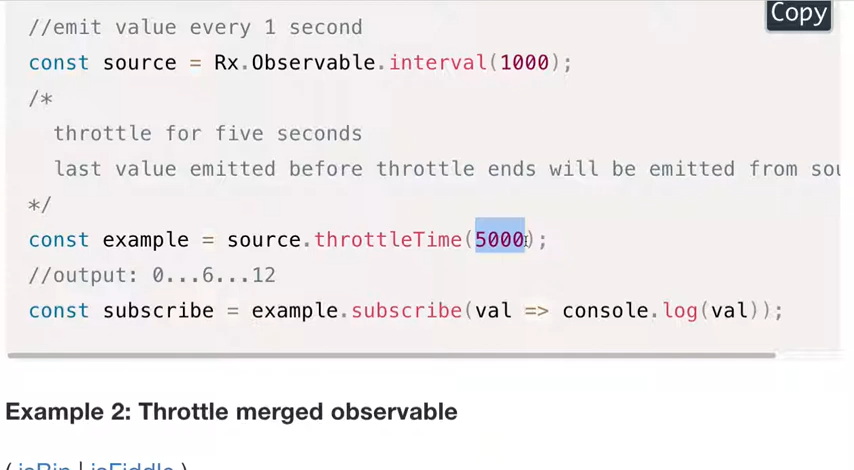 Copy
//emit value every 1 second
const source = Rx.Observable.interval(1000);
/*
throttle for five seconds
last value emitted before throttle ends will be emitted from
*/
const example = source.throttleTime(5000);
//output: 0...6...12
const subscribe = example.subscribe(val => console.log(val));
Example 2: Throttle merged observable
( jsBin | jsFiddle )